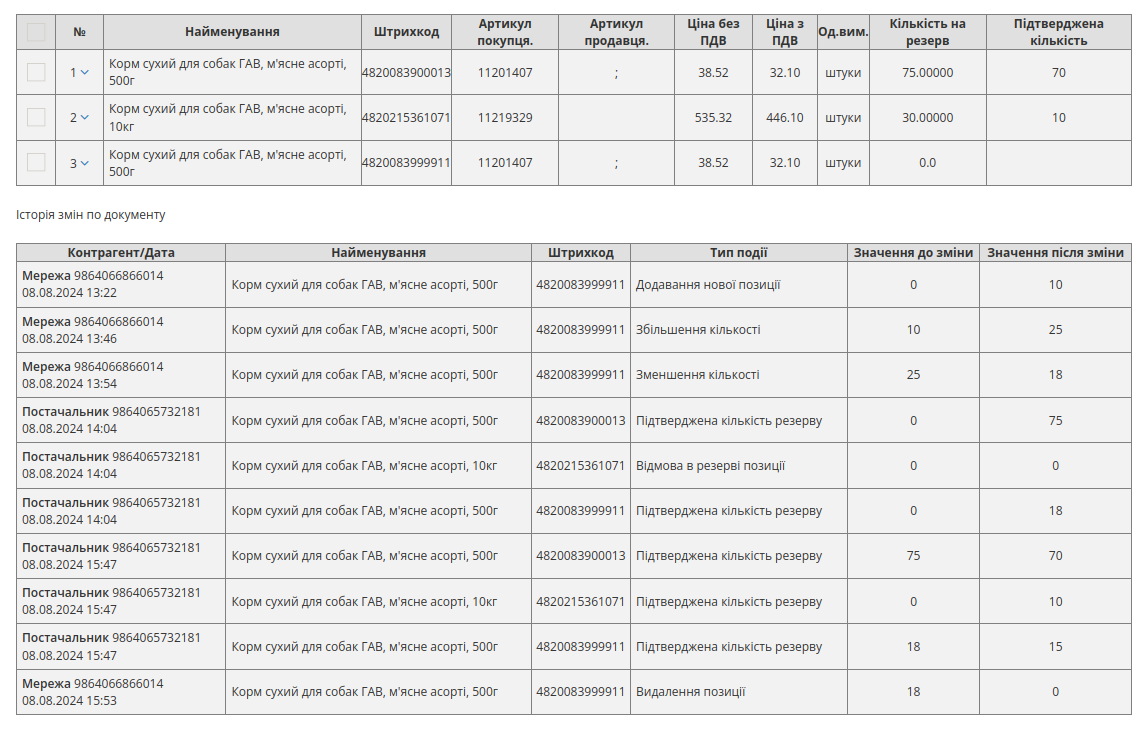 № Найменування Штрихкод Артикул покупця. Артикул продавця. Ціна без ПДВ Ціна з ПДВ Од.вим. Кількість на резерв Підтверджена кількість
1 Корм сухий для собак ГАВ, м'ясне асорті, 500г 4820083900013 11201407 ; 38.52 32.10 штуки 75.00000 70
2 Корм сухий для собак ГАВ, м'ясне асорті, 10кг 4820215361071 11219329 535.32 446.10 штуки 30.00000 10
3 Корм сухий для собак ГАВ, м'ясне асорті, 500г 4820083999911 11201407 ; 38.52 32.10 штуки 0.0
Історія змін по документу
Контрагент/Дата Найменування Штрихкод Тип події Значення до зміни Значення після зміни
Мережа 9864066866014 08.08.2024 13:22 Корм сухий для собак ГАВ, м'ясне асорті, 500г 4820083999911 Додавання нової позиції 0 10
Мережа 9864066866014 08.08.2024 13:46 Корм сухий для собак ГАВ, м'ясне асорті, 500г 4820083999911 Збільшення кількості 10 25
Мережа 9864066866014 08.08.2024 13:54 Корм сухий для собак ГАВ, м'ясне асорті, 500г 4820083999911 Зменшення кількості 25 18
Постачальник 9864065732181 08.08.2024 14:04 Корм сухий для собак ГАВ, м'ясне асорті, 500г 4820083900013 Підтверджена кількість резерву 0 75
Постачальник 9864065732181 08.08.2024 14:04 Корм сухий для собак ГАВ, м'ясне асорті, 10кг 4820215361071 Відмова в резерві позиції 0 0
Постачальник 9864065732181 08.08.2024 14:04 Корм сухий для собак ГАВ, м'ясне асорті, 500г 4820083999911 Підтверджена кількість резерву 0 18
Постачальник 9864065732181 08.08.2024 15:47 Корм сухий для собак ГАВ, м'ясне асорті, 500г 4820083900013 Підтверджена кількість резерву 75 70
Постачальник 9864065732181 08.08.2024 15:47 Корм сухий для собак ГАВ, м'ясне асорті, 10кг 4820215361071 Підтверджена кількість резерву 0 10
Постачальник 9864065732181 08.08.2024 15:47 Корм сухий для собак ГАВ, м'ясне асорті, 500г 4820083999911 Підтверджена кількість резерву 18 15
Мережа 9864066866014 08.08.2024 15:53 Корм сухий для собак ГАВ, м'ясне асорті, 500г 4820083999911 Видалення позиції 18 0